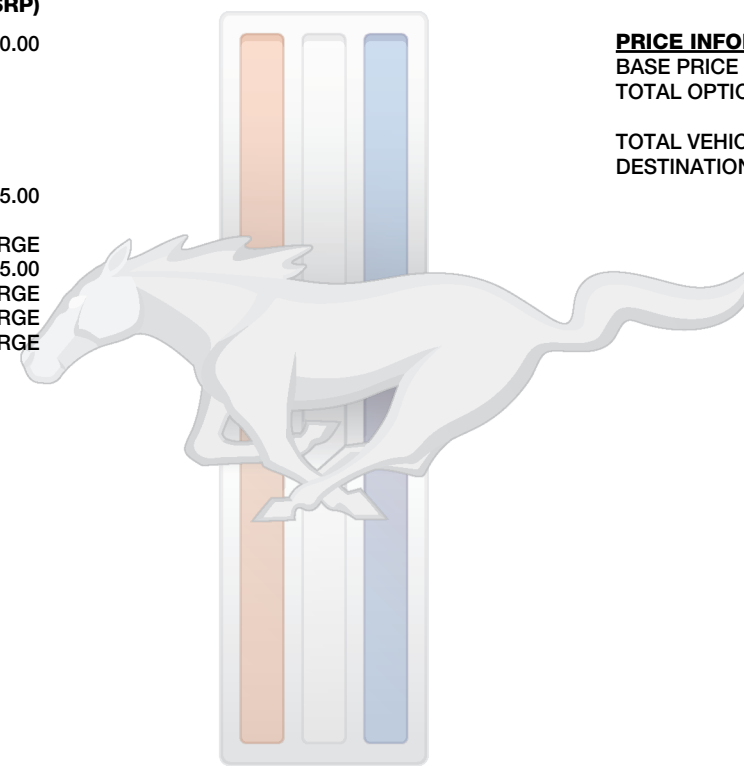 SRP)
0.00
5.00
RGE
5.00
RGE
RGE
RGE
PRICE INFO
BASE PRICE
TOTAL OPTIO
TOTAL VEHIC
DESTINATION